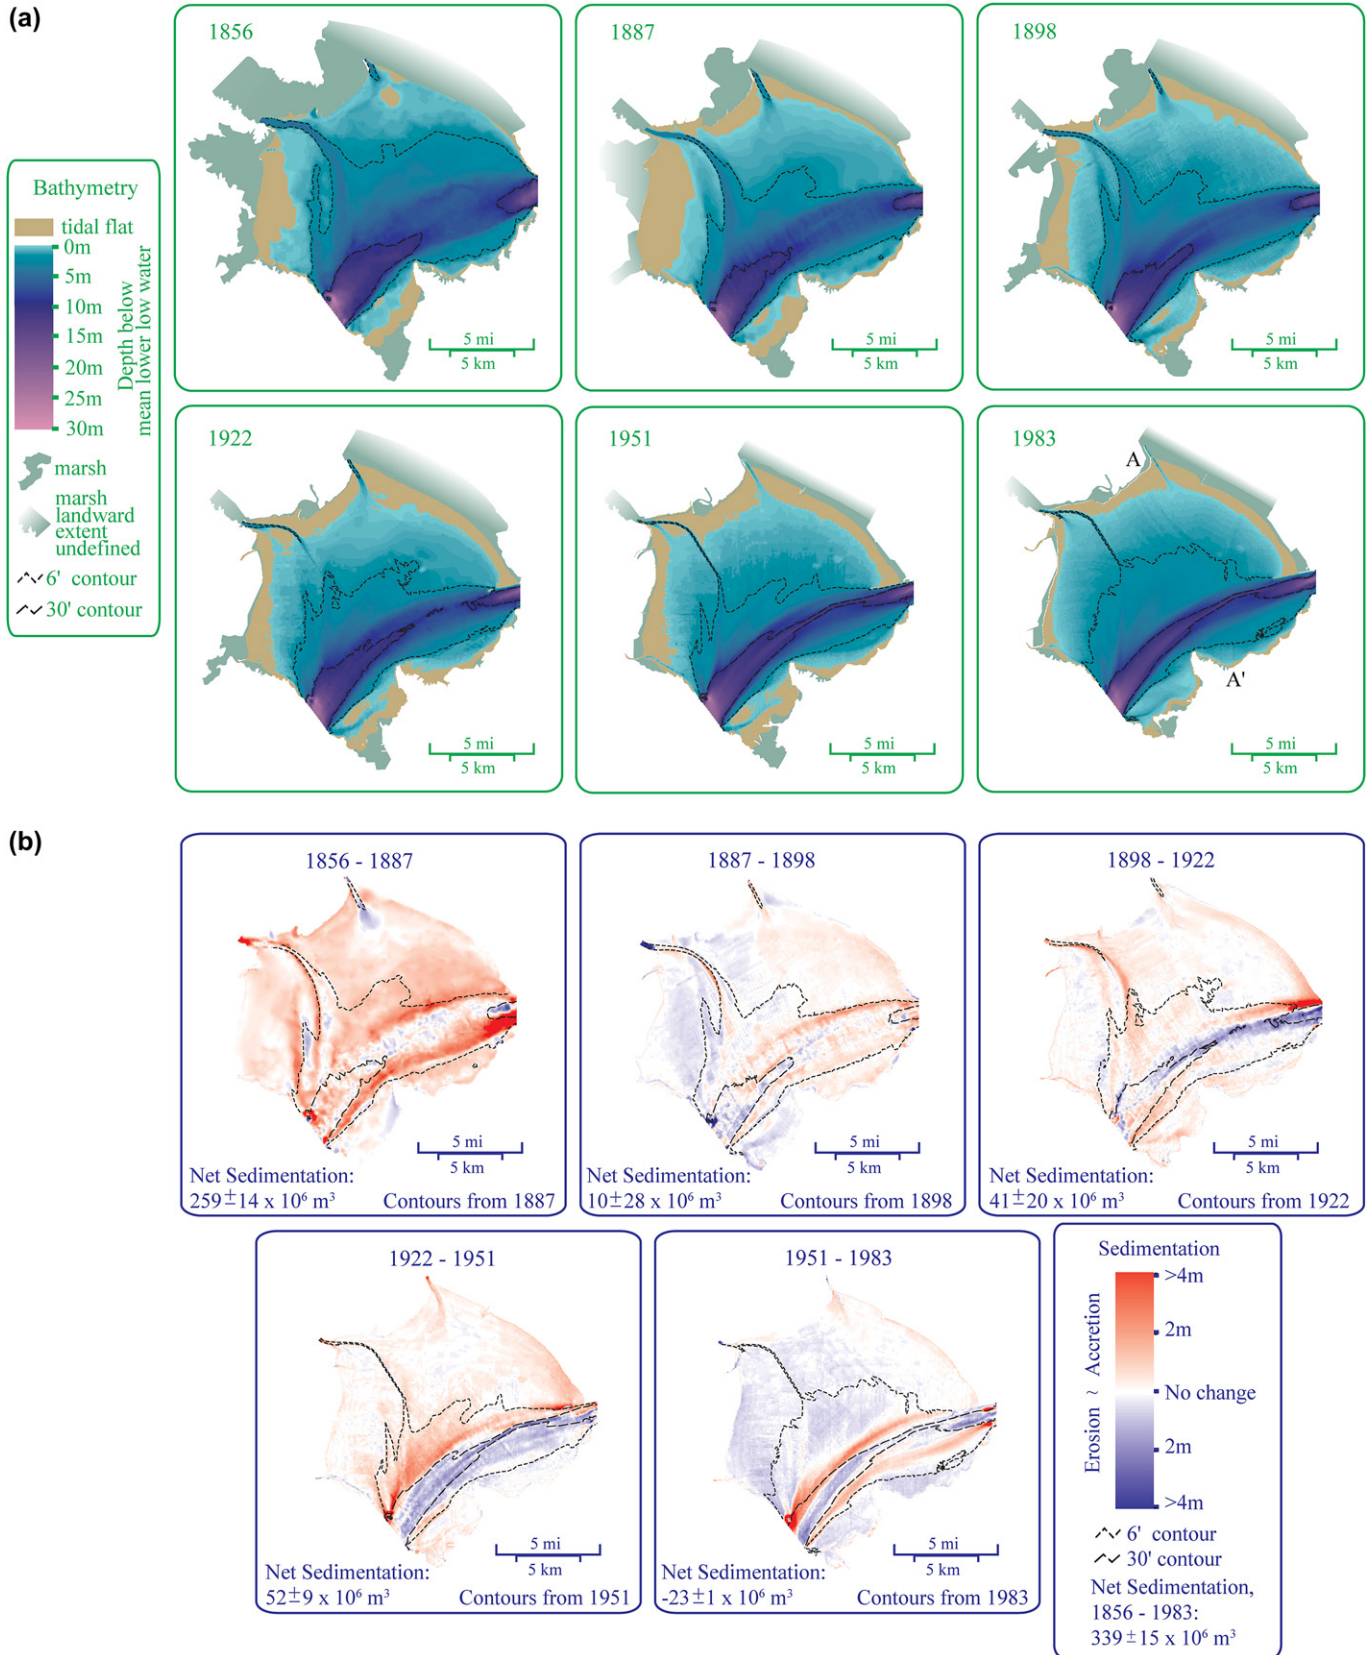 (a)
1856
1887
1898
Bathymetry
tidal flat
0m
5m
10m
15m
20m
25m
30m
Depth below
mean lower low water
marsh
marsh
landward
extent
undefined
6' contour
30' contour
5 mi
5 km
5 mi
5 km
5 mi
5 km
1922
1951
1983
A
A'
5 mi
5 km
5 mi
5 km
5 mi
5 km
(b)
1856 - 1887
5 mi
5 km
Net Sedimentation:
259±14 x 10⁶ m³
Contours from 1887
1887 - 1898
5 mi
5 km
Net Sedimentation:
10±28 x 10⁶ m³
Contours from 1898
1898 - 1922
5 mi
5 km
Net Sedimentation:
41±20 x 10⁶ m³
Contours from 1922
1922 - 1951
5 mi
5 km
Net Sedimentation:
52±9 x 10⁶ m³
Contours from 1951
1951 - 1983
5 mi
5 km
Net Sedimentation:
-23±1 x 10⁶ m³
Contours from 1983
Sedimentation
>4m
2m
No change
2m
>4m
Erosion ~ Accretion
6' contour
30' contour
Net Sedimentation,
1856 - 1983:
339±15 x 10⁶ m³